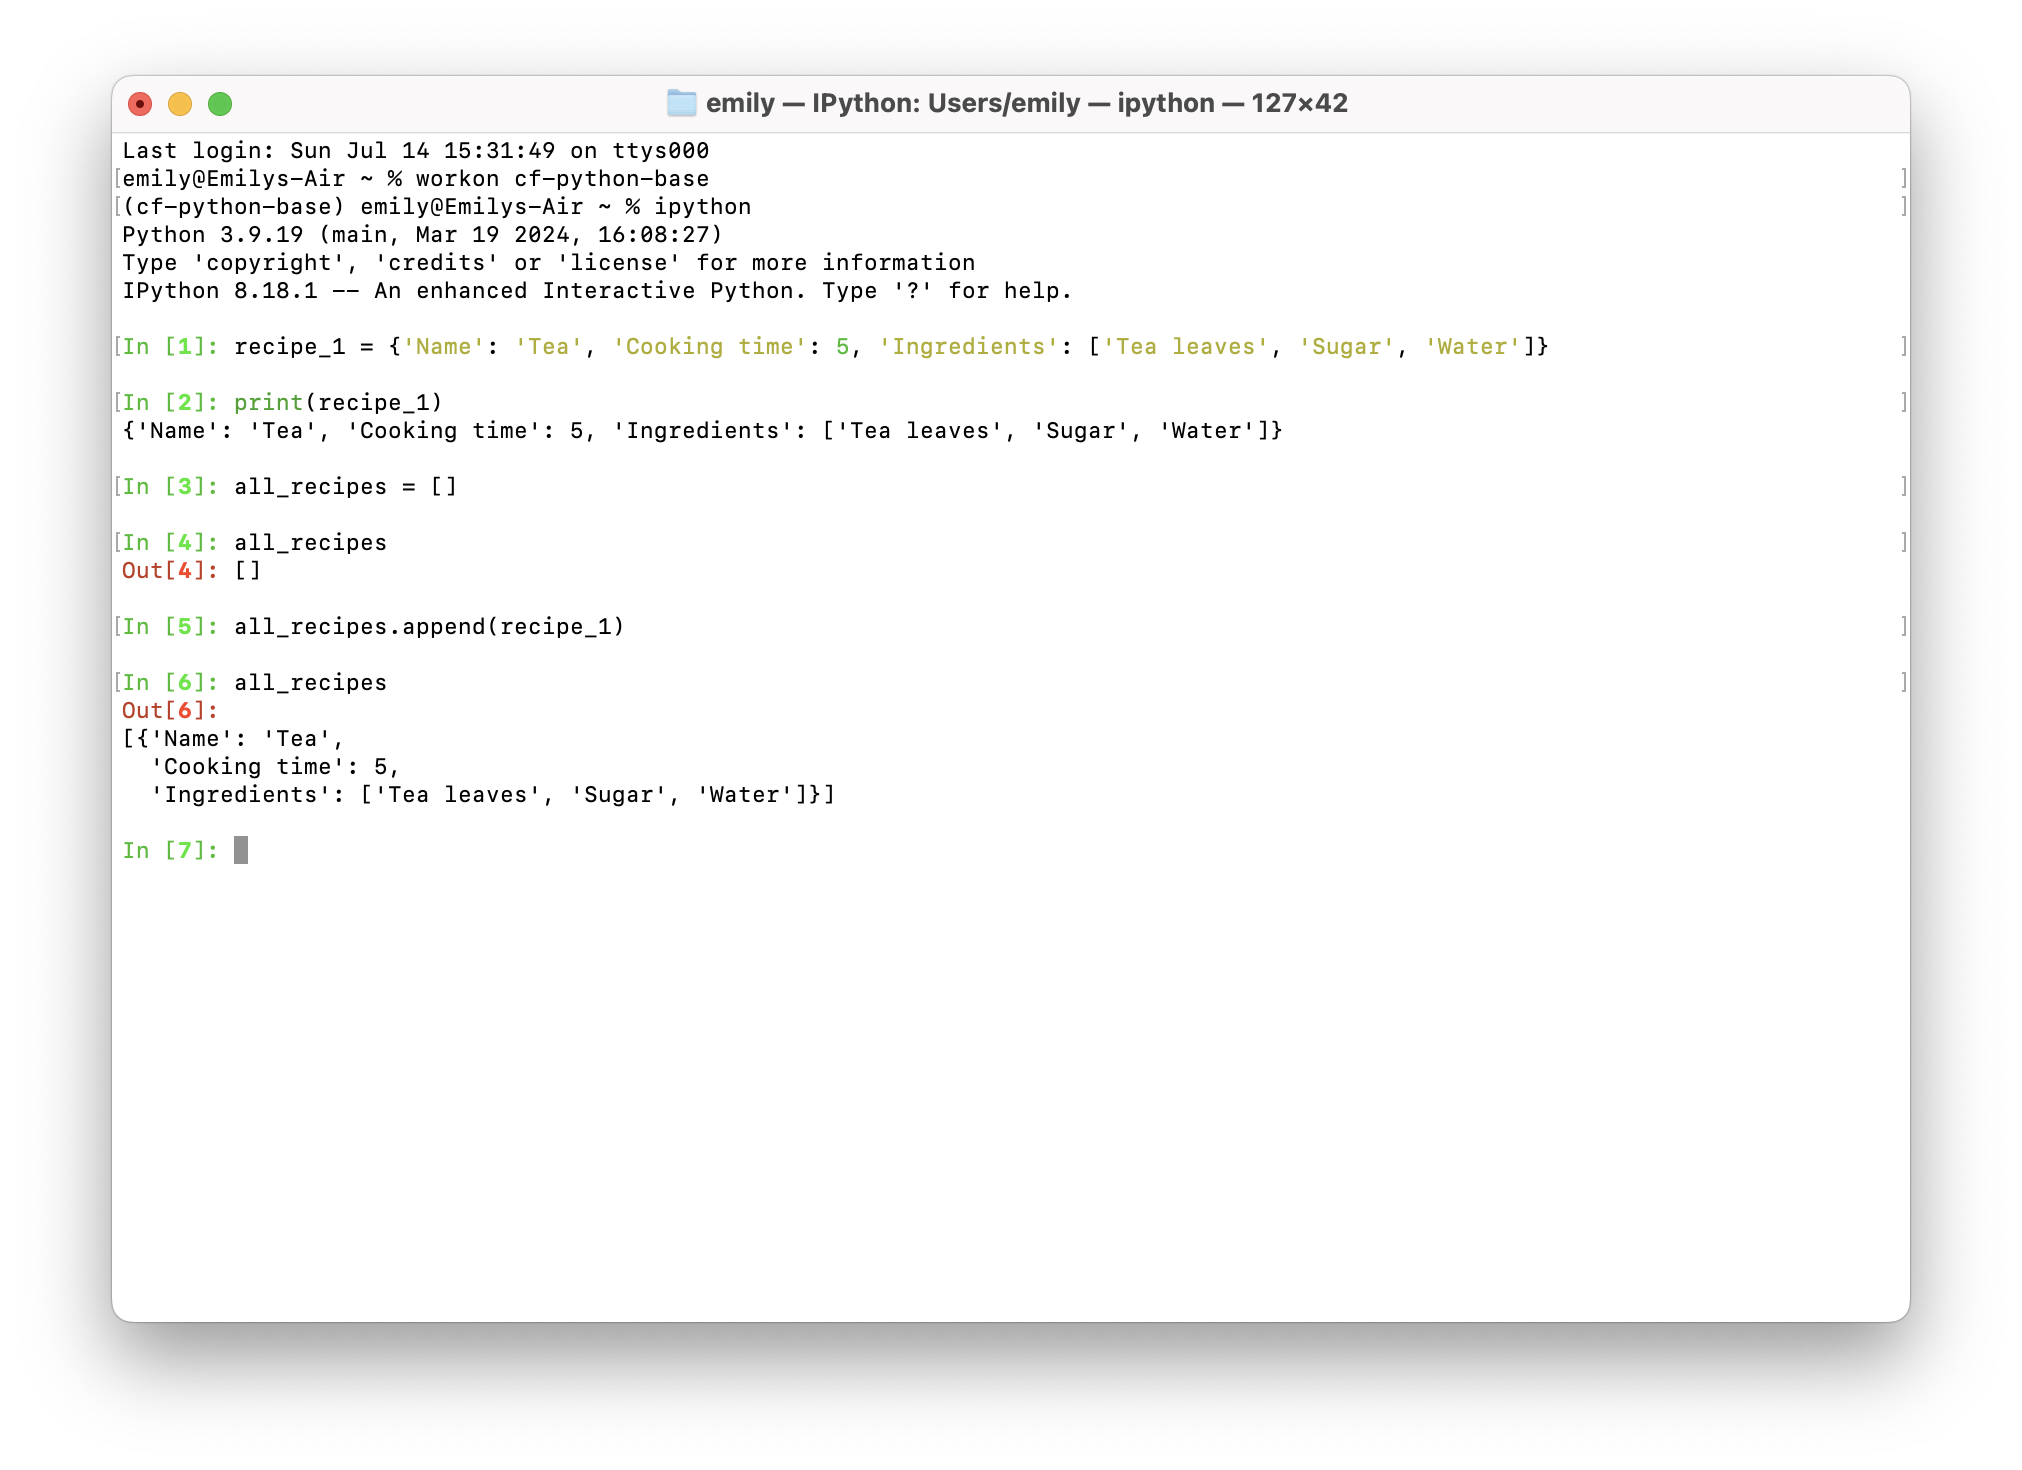 emily — IPython: Users/emily — ipython — 127×42
Last login: Sun Jul 14 15:31:49 on ttys000
[emily@Emilys-Air ~ % workon cf-python-base ]
[(cf-python-base) emily@Emilys-Air ~ % ipython ]
Python 3.9.19 (main, Mar 19 2024, 16:08:27)
Type 'copyright', 'credits' or 'license' for more information
IPython 8.18.1 -- An enhanced Interactive Python. Type '?' for help.
[In [1]: recipe_1 = {'Name': 'Tea', 'Cooking time': 5, 'Ingredients': ['Tea leaves', 'Sugar', 'Water']} ]
[In [2]: print(recipe_1) ]
{'Name': 'Tea', 'Cooking time': 5, 'Ingredients': ['Tea leaves', 'Sugar', 'Water']}
[In [3]: all_recipes = [] ]
[In [4]: all_recipes ]
Out[4]: []
[In [5]: all_recipes.append(recipe_1) ]
[In [6]: all_recipes ]
Out[6]:
[{'Name': 'Tea',
  'Cooking time': 5,
  'Ingredients': ['Tea leaves', 'Sugar', 'Water']}]
In [7]: